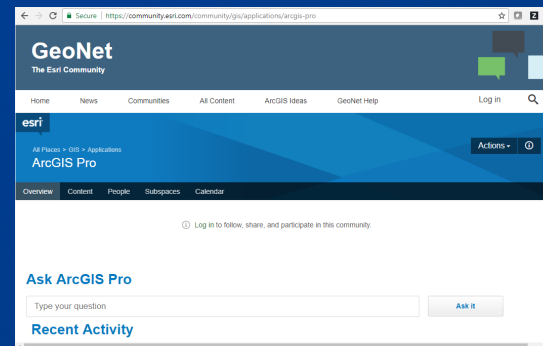 Secure | https://community.esri.com/community/gis/applications/arcgis-pro
GeoNet
The Esri Community
Home News Communities All Content ArcGIS Ideas GeoNet Help Log in
esri
All Places > GIS > Applications
ArcGIS Pro
Actions
Overview Content People Subspaces Calendar
Log in to follow, share, and participate in this community.
Ask ArcGIS Pro
Type your question Ask it
Recent Activity